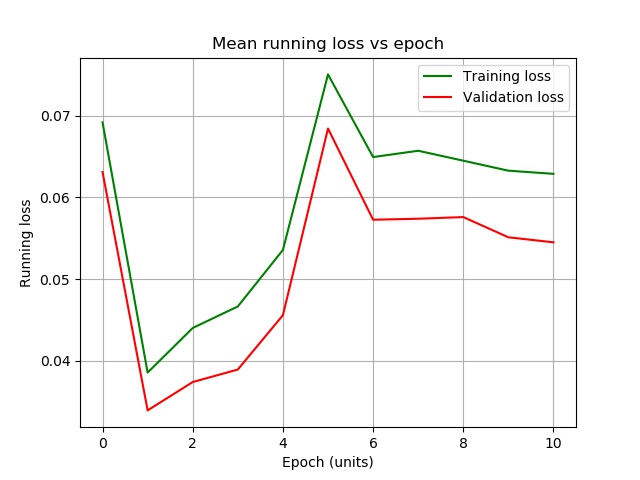 Mean running loss vs epoch
Training loss
Validation loss
0.07
0.06
0.05
0.04
Running loss
0
2
4
6
8
10
Epoch (units)